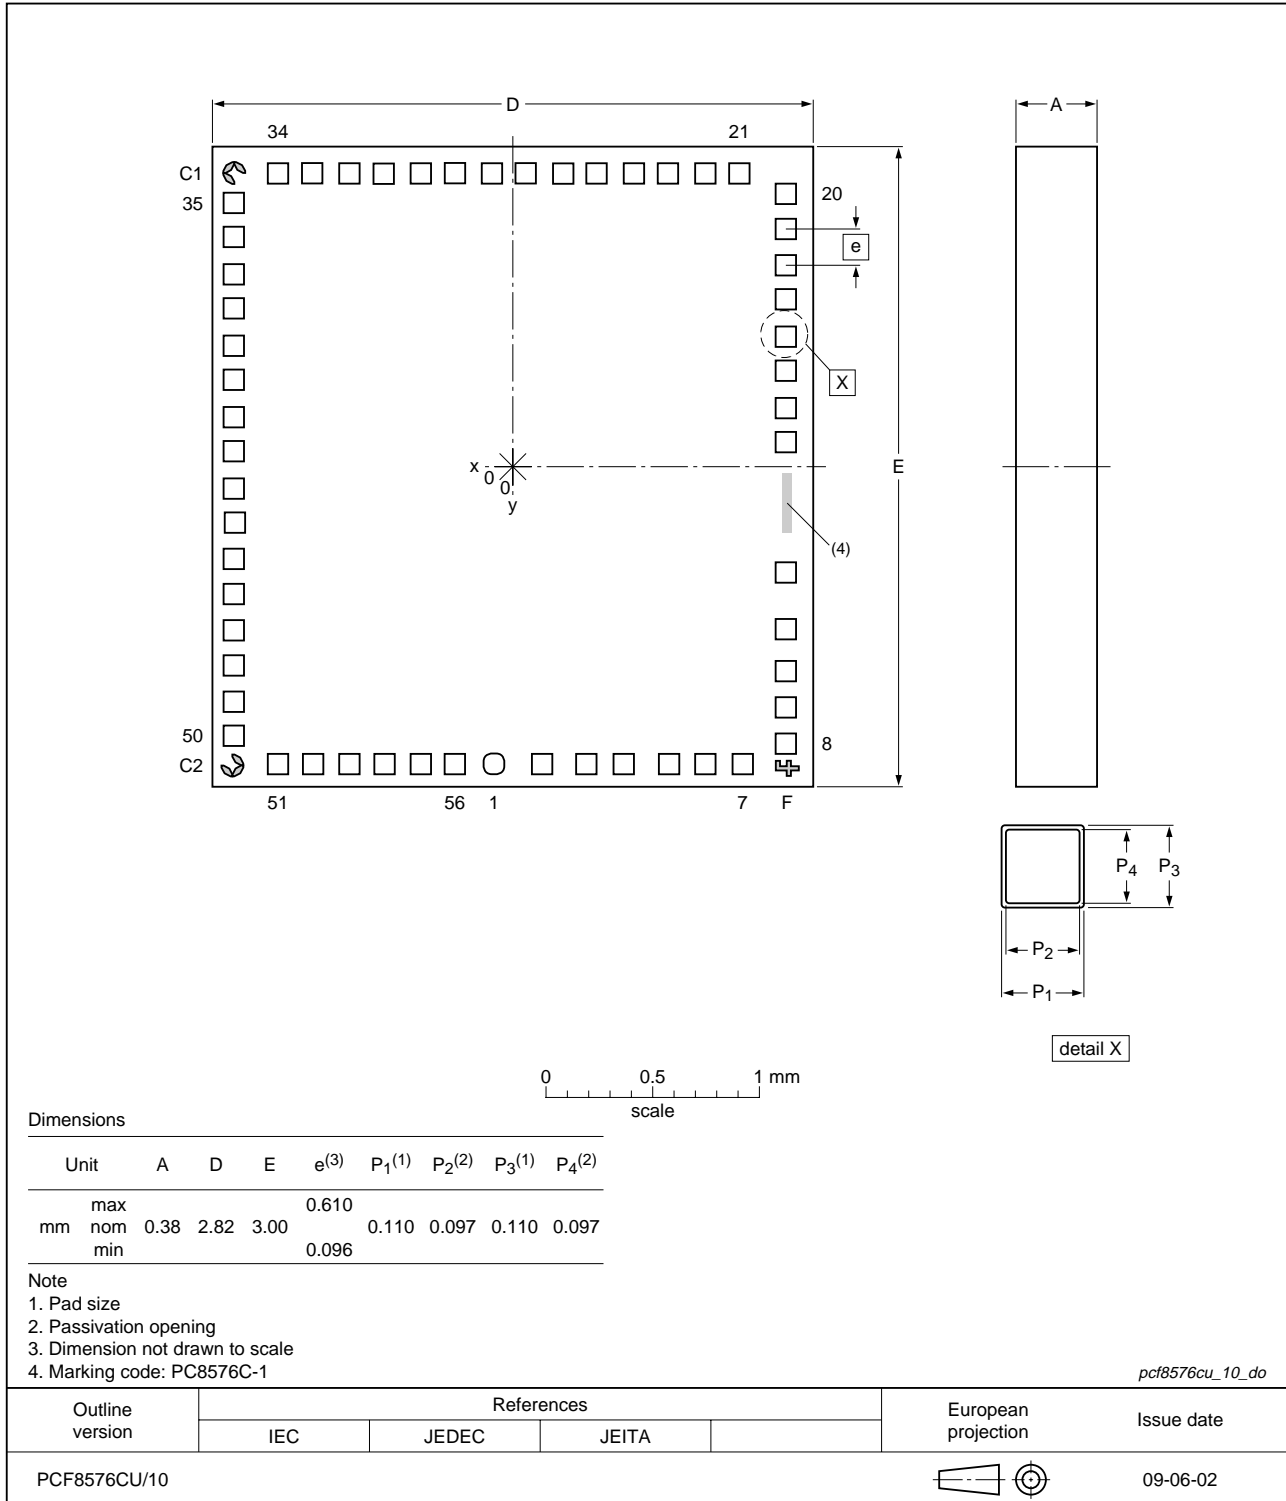 D
A
34 21
C1
35
20
e
X
x 0
0
y
E
(4)
50
C2
8
51 56 1 7 F
P4 P3
P2
P1
detail X
0 0.5 1 mm
scale
Dimensions
Unit A D E e(3) P1(1) P2(2) P3(1) P4(2)
max 0.610
mm nom 0.38 2.82 3.00 0.110 0.097 0.110 0.097
min 0.096
Note
1. Pad size
2. Passivation opening
3. Dimension not drawn to scale
4. Marking code: PC8576C-1
pcf8576cu_10_do
Outline version References European projection Issue date
IEC JEDEC JEITA
PCF8576CU/10 09-06-02